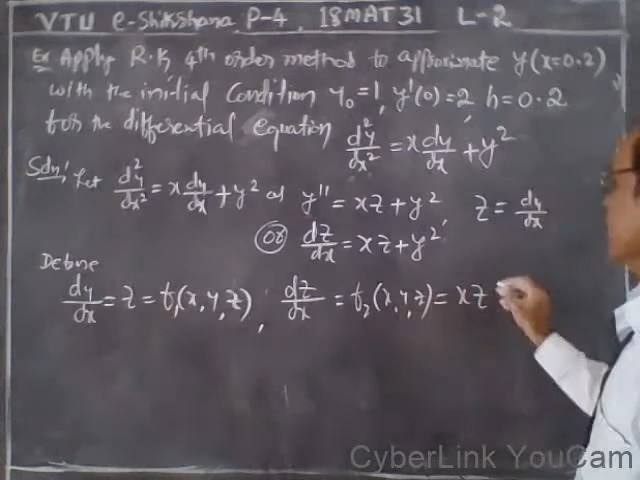 VTU e-Shikshana P-4, 18MAT31 L-2
Ex Apply R.K, 4th order method to approximate y(x=0.2)
with the initial condition y₀=1, y'(0)=2 h=0.2
for the differential equation d²y/dx² = x dy/dx + y²
Soln, Let d²y/dx² = x dy/dx + y² or y'' = xz + y² z = dy/dx
(or) dz/dx = xz + y²
Define
dy/dx = z = f₁(x,y,z), dz/dx = f₂(x,y,z) = xz
CyberLink YouCam